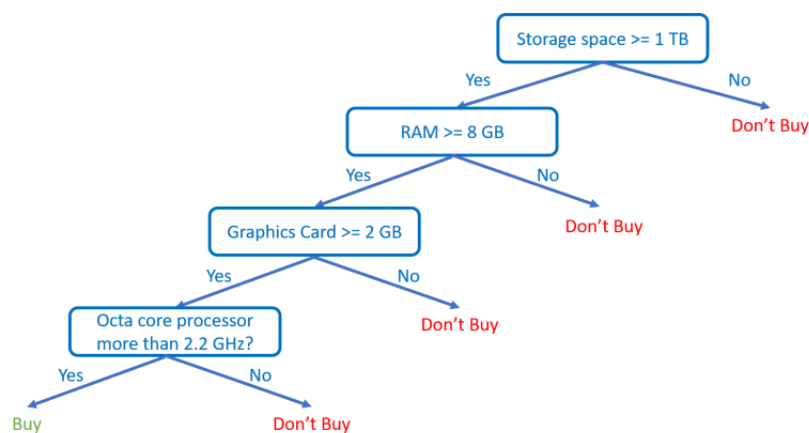 Storage space >= 1 TB
Yes
No
RAM >= 8 GB
Don't Buy
Yes
No
Graphics Card >= 2 GB
Don't Buy
Yes
No
Octa core processor
more than 2.2 GHz?
Don't Buy
Yes
No
Buy
Don't Buy